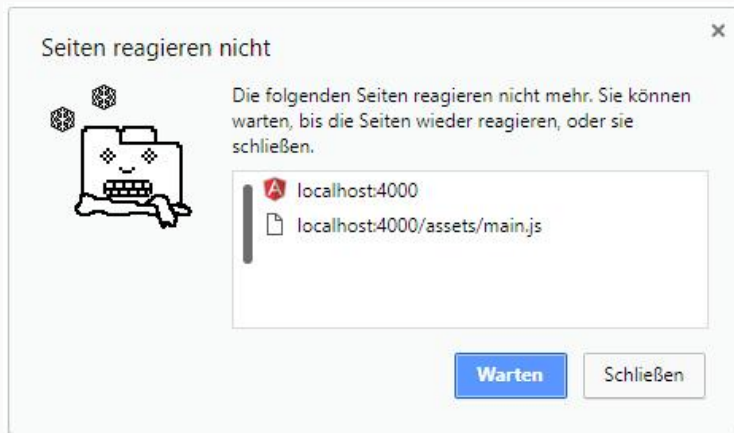 Seiten reagieren nicht
Die folgenden Seiten reagieren nicht mehr. Sie können
warten, bis die Seiten wieder reagieren, oder sie
schließen.
localhost:4000
localhost:4000/assets/main.js
Warten
Schließen